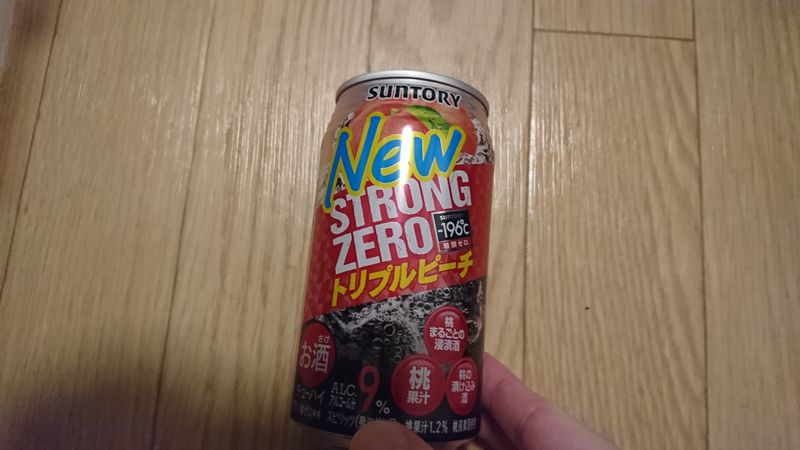 SUNTORY
New
STRONG
ZERO
SUNTORY
-196℃
糖類ゼロ
トリプルピーチ
桃
まるごとの
浸漬酒
さけ
お酒
桃
果汁
桃の
漬け込み
酒
チューハイ
ALC.
アルコール分
9%
スピリッツ
桃果汁1.2%